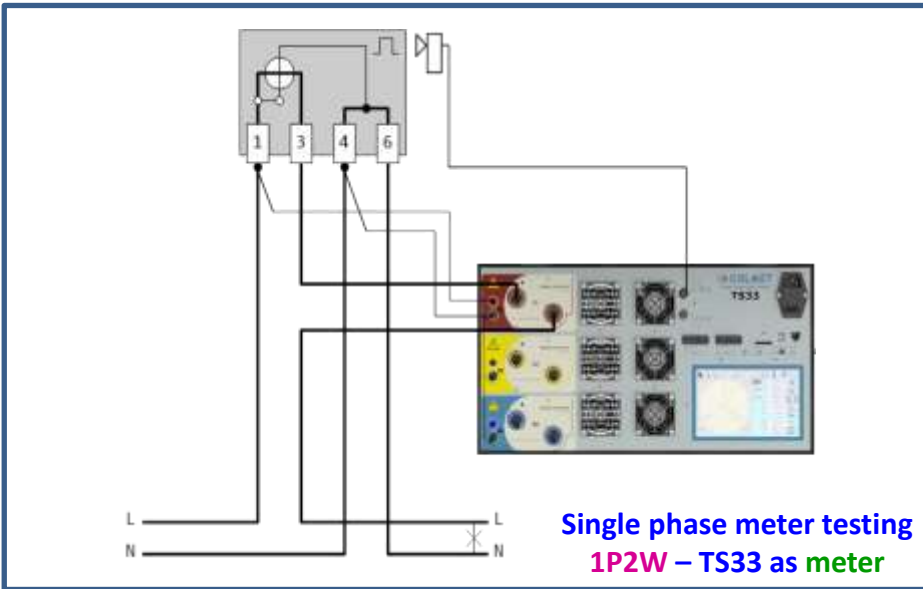 1 3 4 6
TS33
L L
N N
Single phase meter testing
1P2W – TS33 as meter